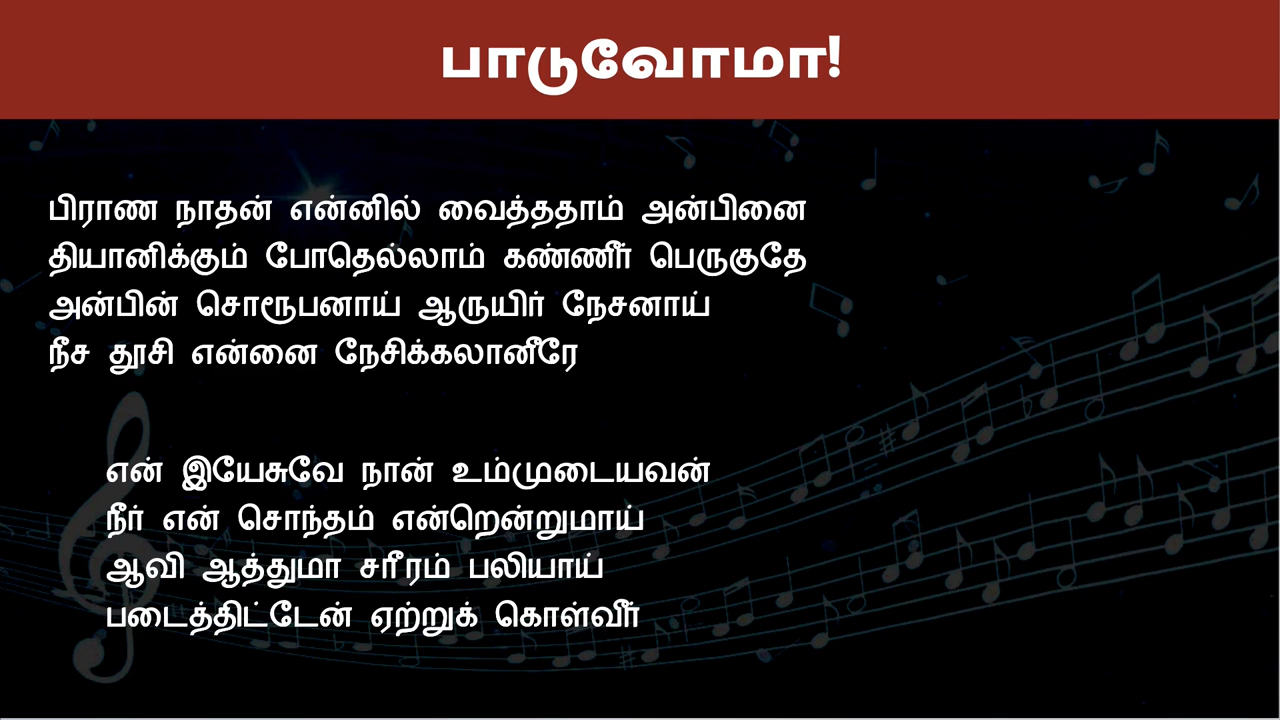 பாடுவோமா!
பிராண நாதன் என்னில் வைத்ததாம் அன்பினை
தியானிக்கும் போதெல்லாம் கண்ணீர் பெருகுதே
அன்பின் சொரூபனாய் ஆருயிர் நேசனாய்
நீச தூசி என்னை நேசிக்கலானீரே
என் இயேசுவே நான் உம்முடையவன்
நீர் என் சொந்தம் என்றென்றுமாய்
ஆவி ஆத்துமா சரீரம் பலியாய்
படைத்திட்டேன் ஏற்றுக் கொள்வீர்